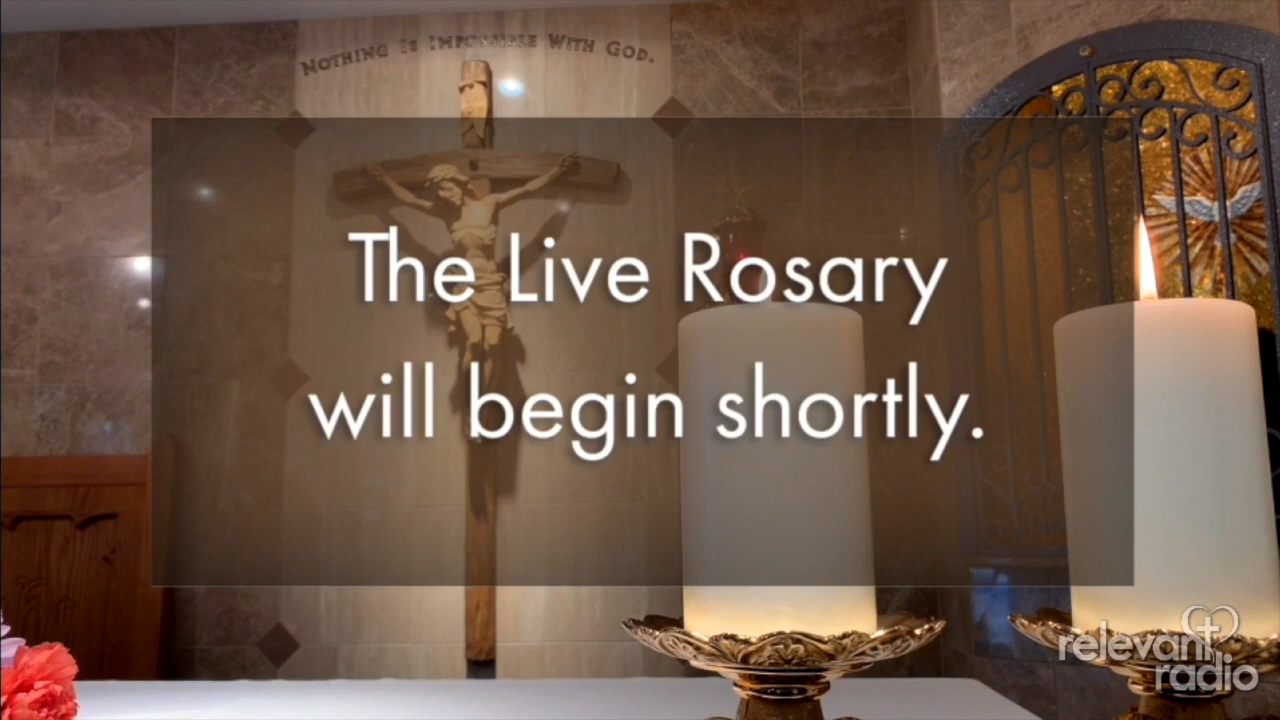 Nothing Is Impossible With God.
The Live Rosary
will begin shortly.
relevant
radio